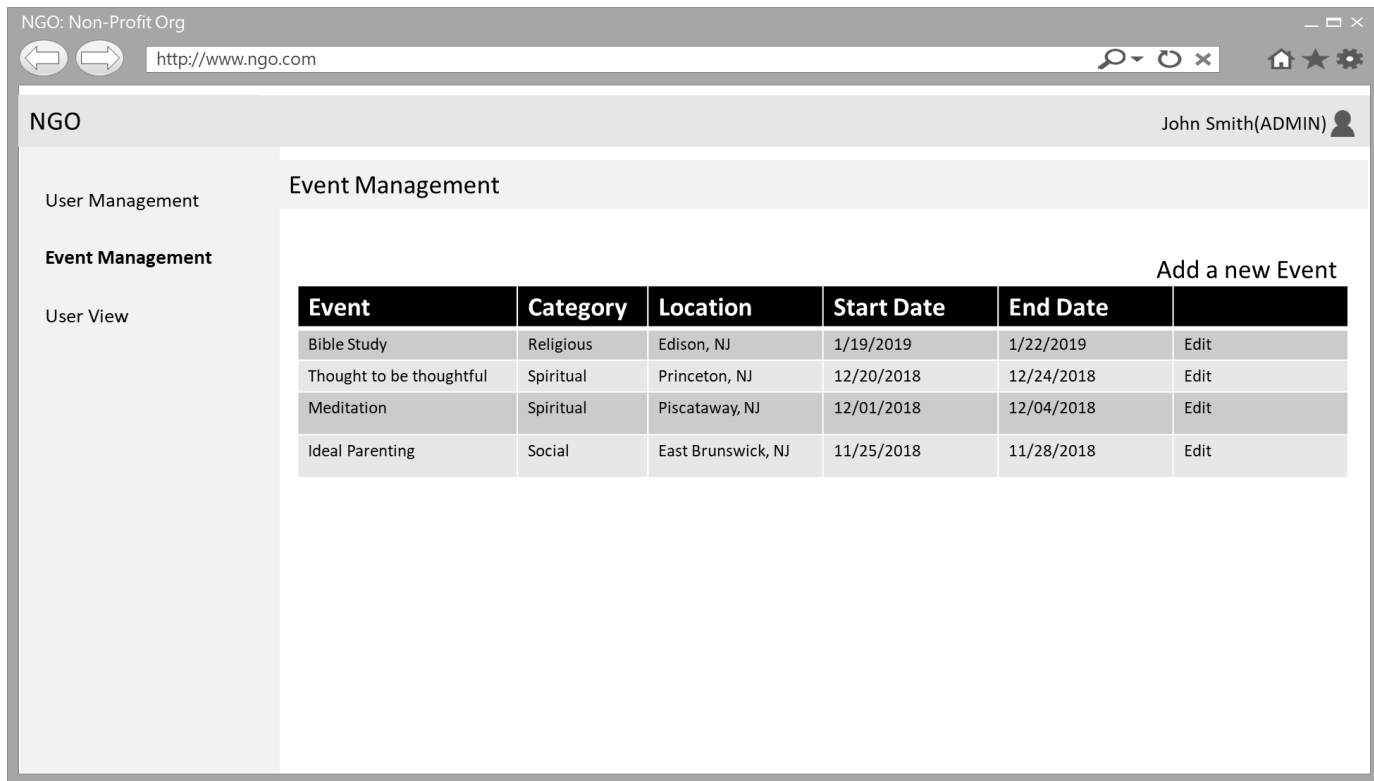 NGO: Non-Profit Org
http://www.ngo.com
NGO
John Smith(ADMIN)
User Management
Event Management
User View
Event Management
Add a new Event
Event Category Location Start Date End Date
Bible Study Religious Edison, NJ 1/19/2019 1/22/2019 Edit
Thought to be thoughtful Spiritual Princeton, NJ 12/20/2018 12/24/2018 Edit
Meditation Spiritual Piscataway, NJ 12/01/2018 12/04/2018 Edit
Ideal Parenting Social East Brunswick, NJ 11/25/2018 11/28/2018 Edit